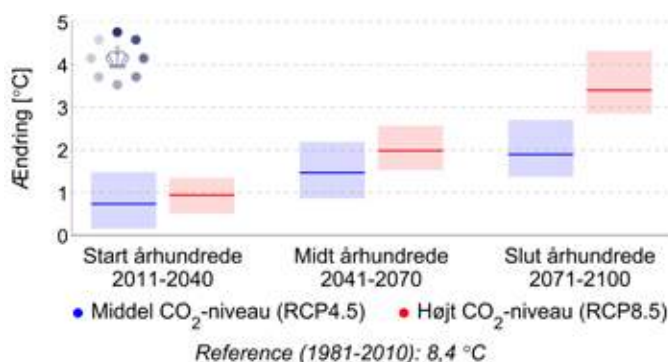 Ændring [°C]
5
4
3
2
1
0
Start århundrede
2011-2040
Midt århundrede
2041-2070
Slut århundrede
2071-2100
Middel CO₂-niveau (RCP4.5)
Højt CO₂-niveau (RCP8.5)
Reference (1981-2010): 8,4 °C